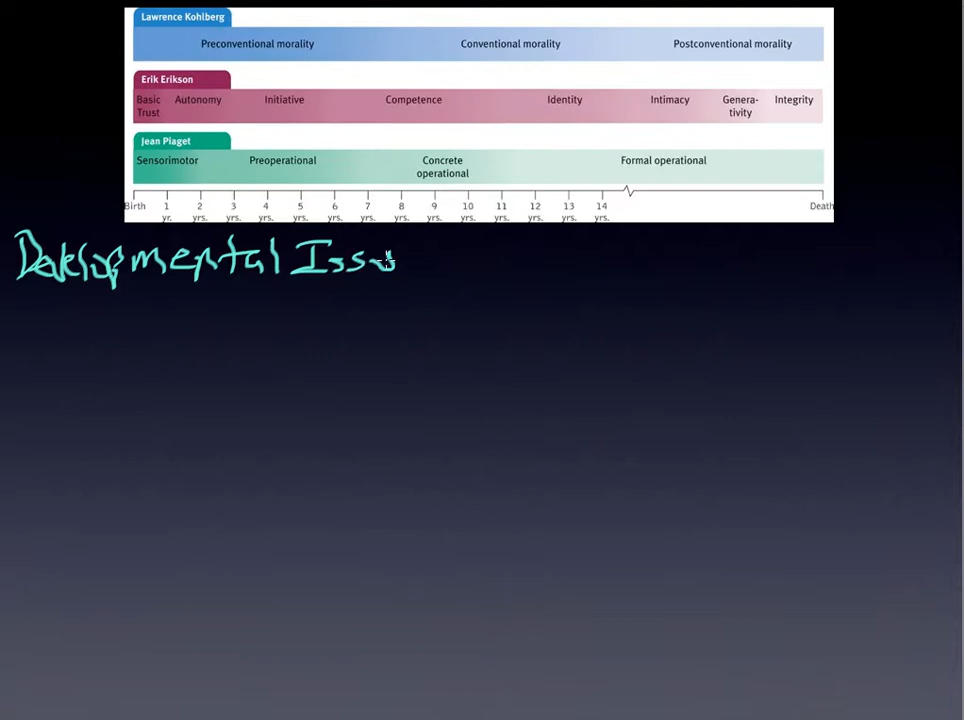 Lawrence Kohlberg
Preconventional morality Conventional morality Postconventional morality
Erik Erikson
Basic Trust Autonomy Initiative Competence Identity Intimacy Genera-tivity Integrity
Jean Piaget
Sensorimotor Preoperational Concrete operational Formal operational
Birth 1 yr. 2 yrs. 3 yrs. 4 yrs. 5 yrs. 6 yrs. 7 yrs. 8 yrs. 9 yrs. 10 yrs. 11 yrs. 12 yrs. 13 yrs. 14 yrs. Death
Developmental Issu